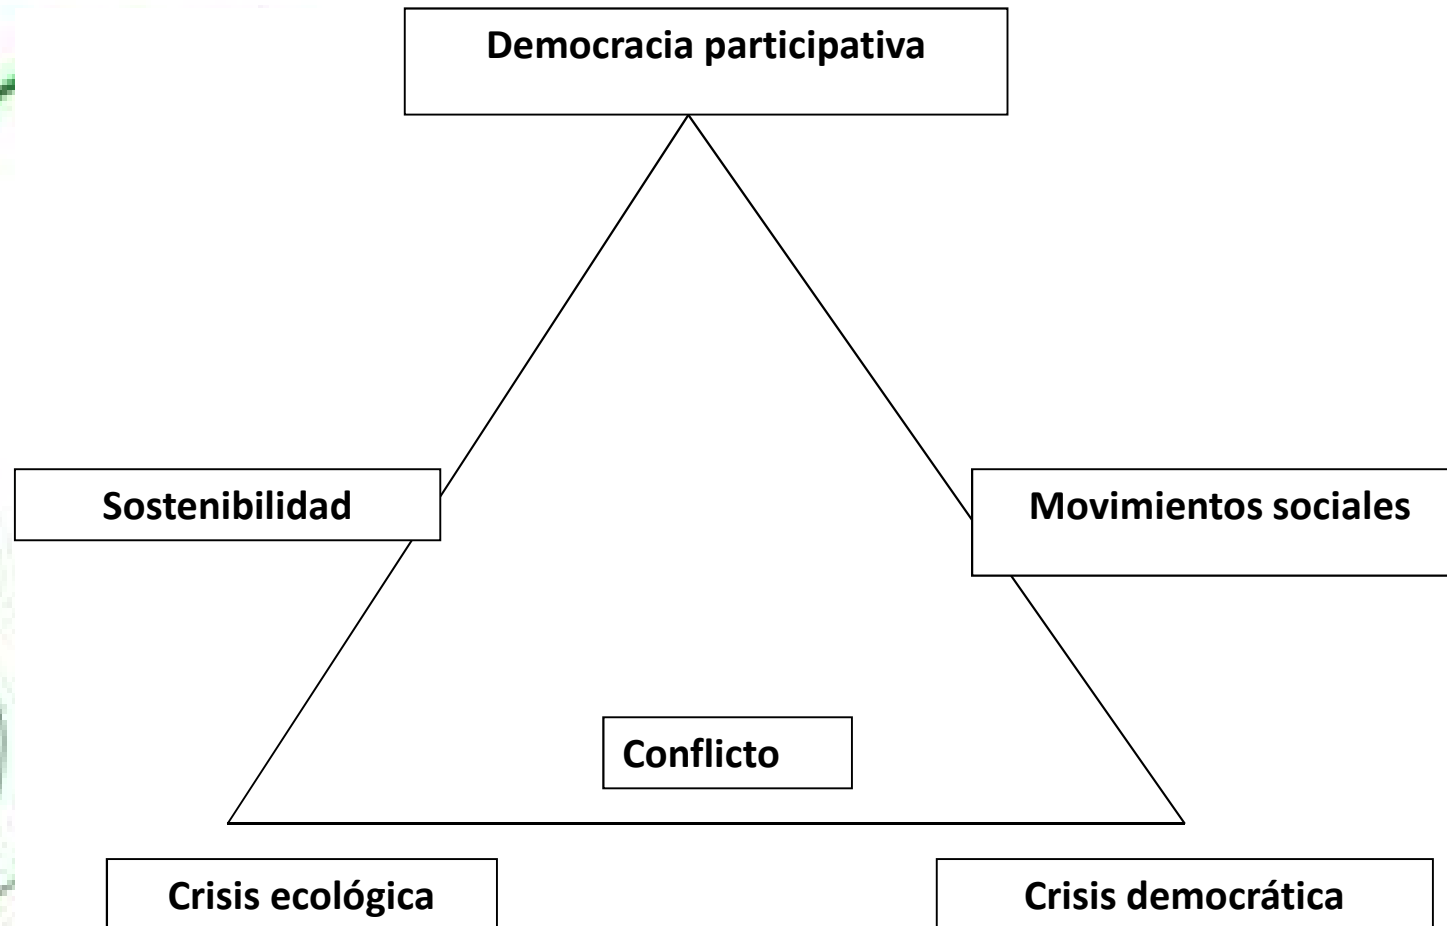 Democracia participativa
Sostenibilidad
Movimientos sociales
Conflicto
Crisis ecológica
Crisis democrática